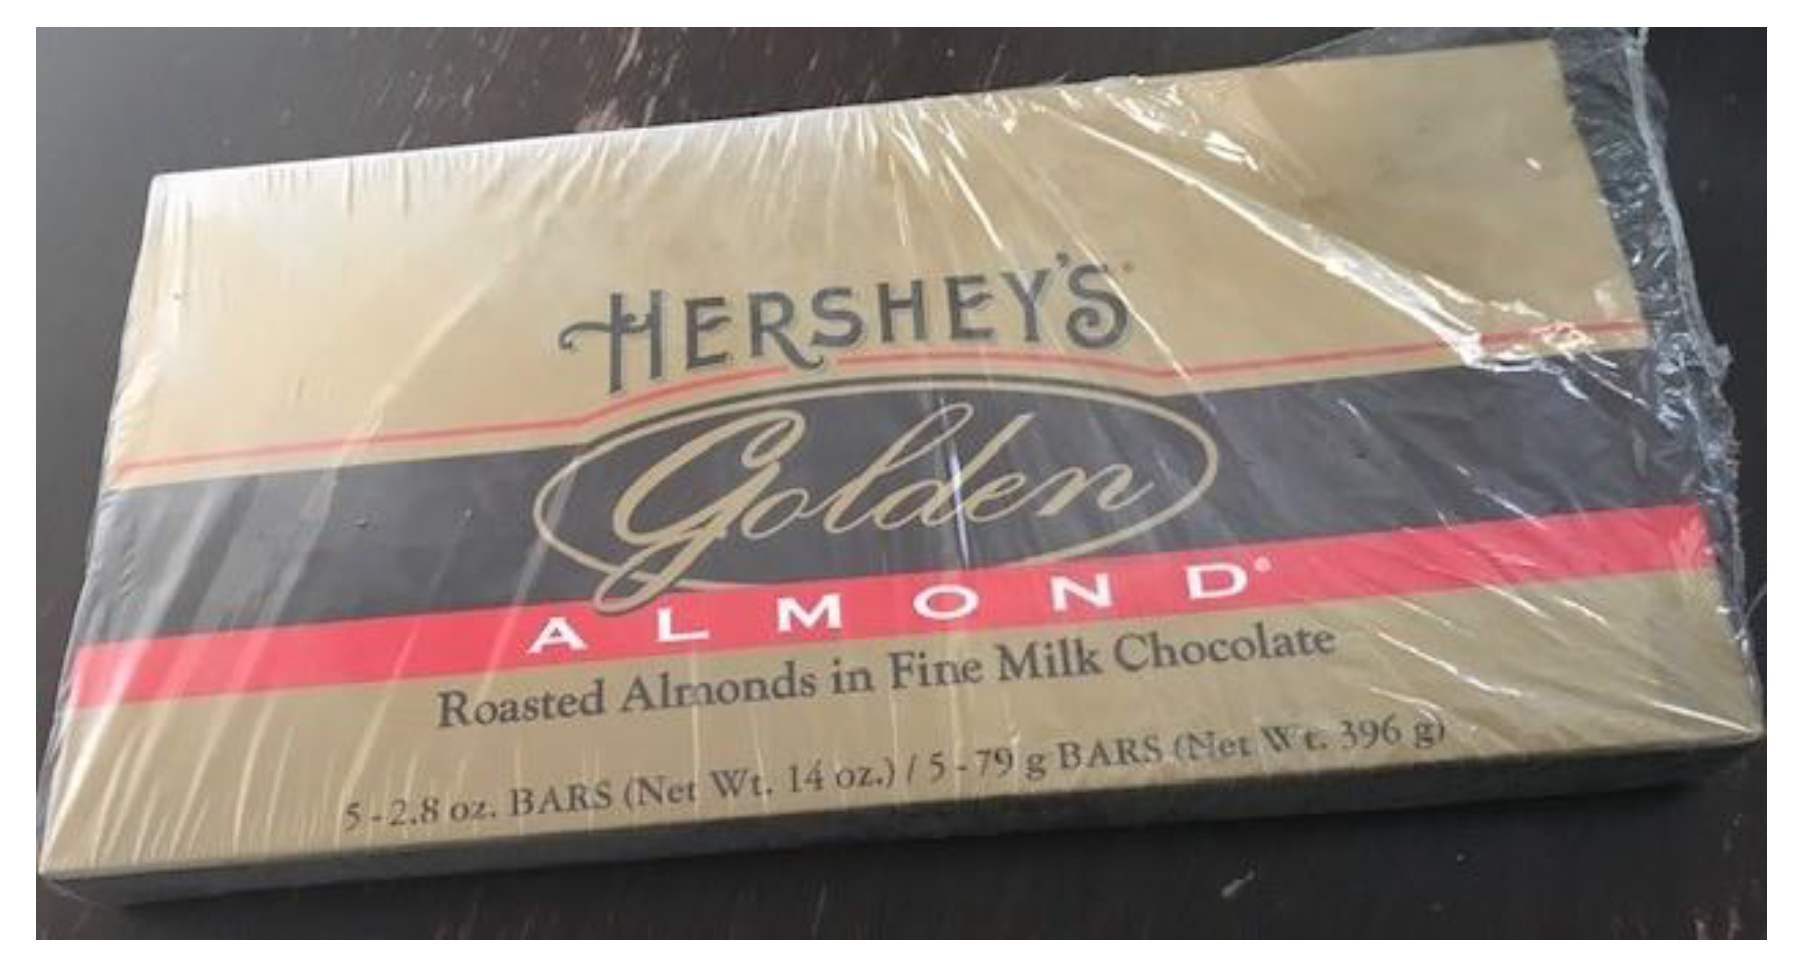 HERSHEY'S
Golden
ALMOND®
Roasted Almonds in Fine Milk Chocolate
5 - 2.8 oz. BARS (Net Wt. 14 oz.) / 5 - 79 g BARS (Net Wt. 396 g)